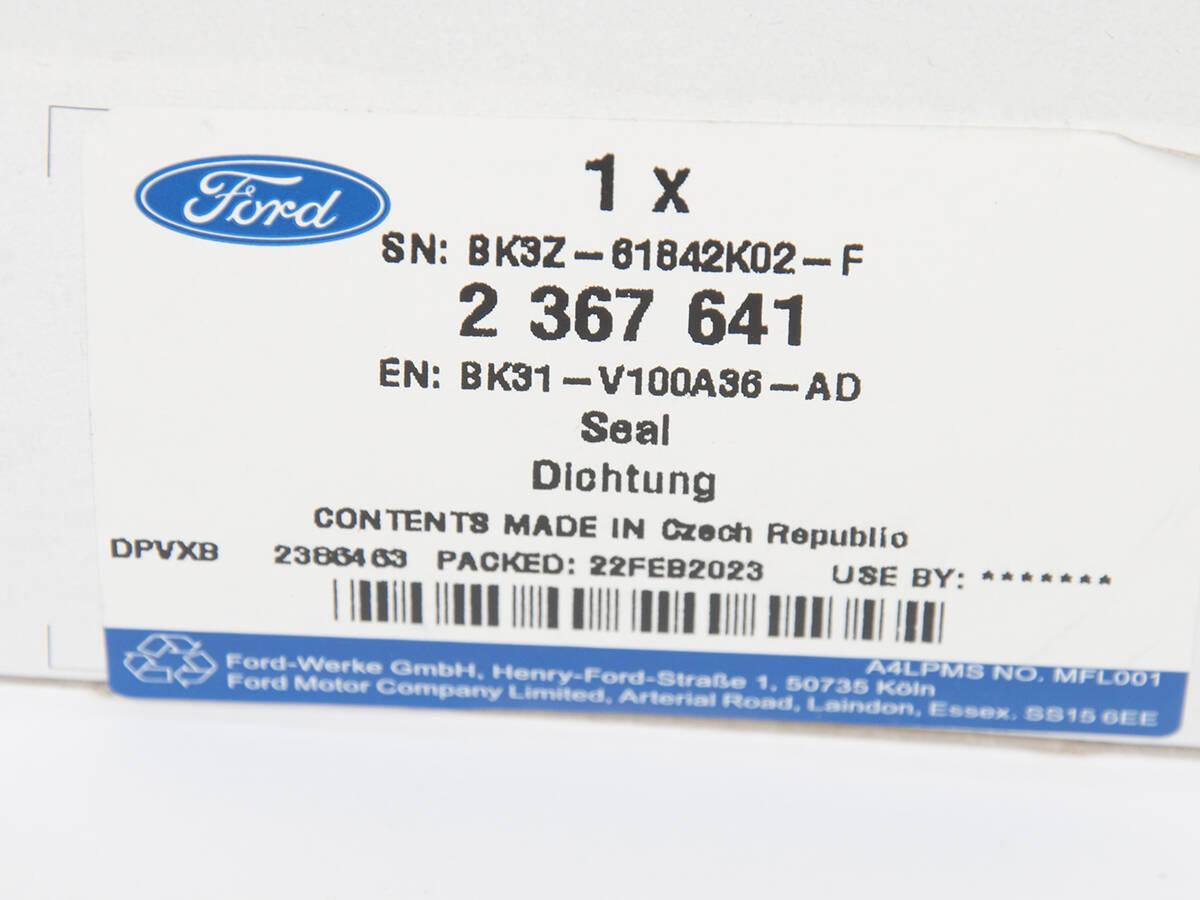 Ford
1 x
SN: BK3Z-61842K02-F
2 367 641
EN: BK31-V100A36-AD
Seal
Dichtung
CONTENTS MADE IN Czech Republic
DPVXB 2386463 PACKED: 22FEB2023 USE BY: *******
A4LPMS NO. MFL001
Ford-Werke GmbH, Henry-Ford-Straße 1, 50735 Köln
Ford Motor Company Limited, Arterial Road, Laindon, Essex. SS15 6EE